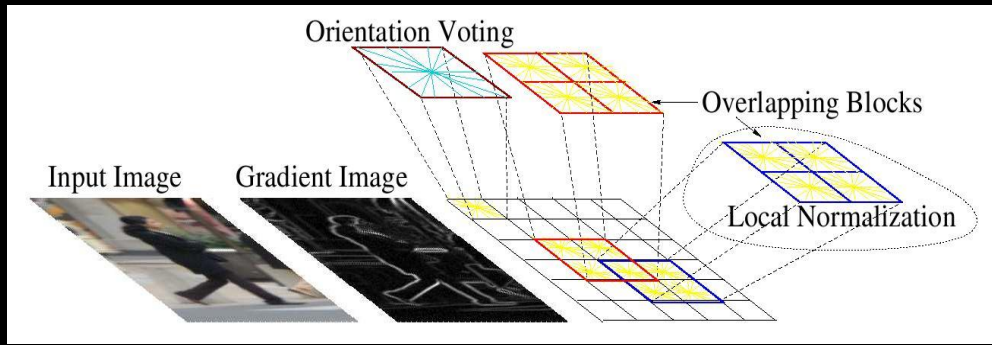 Orientation Voting
Overlapping Blocks
Input Image
Gradient Image
Local Normalization